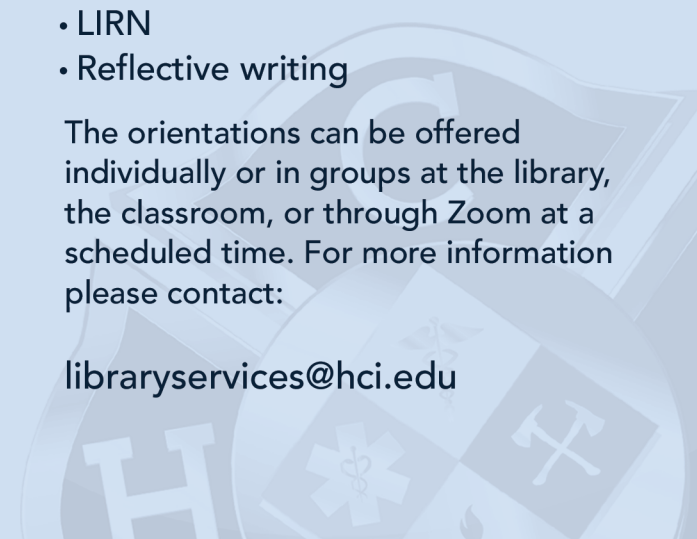 • LIRN
• Reflective writing
The orientations can be offered
individually or in groups at the library,
the classroom, or through Zoom at a
scheduled time. For more information
please contact:
libraryservices@hci.edu
H
C